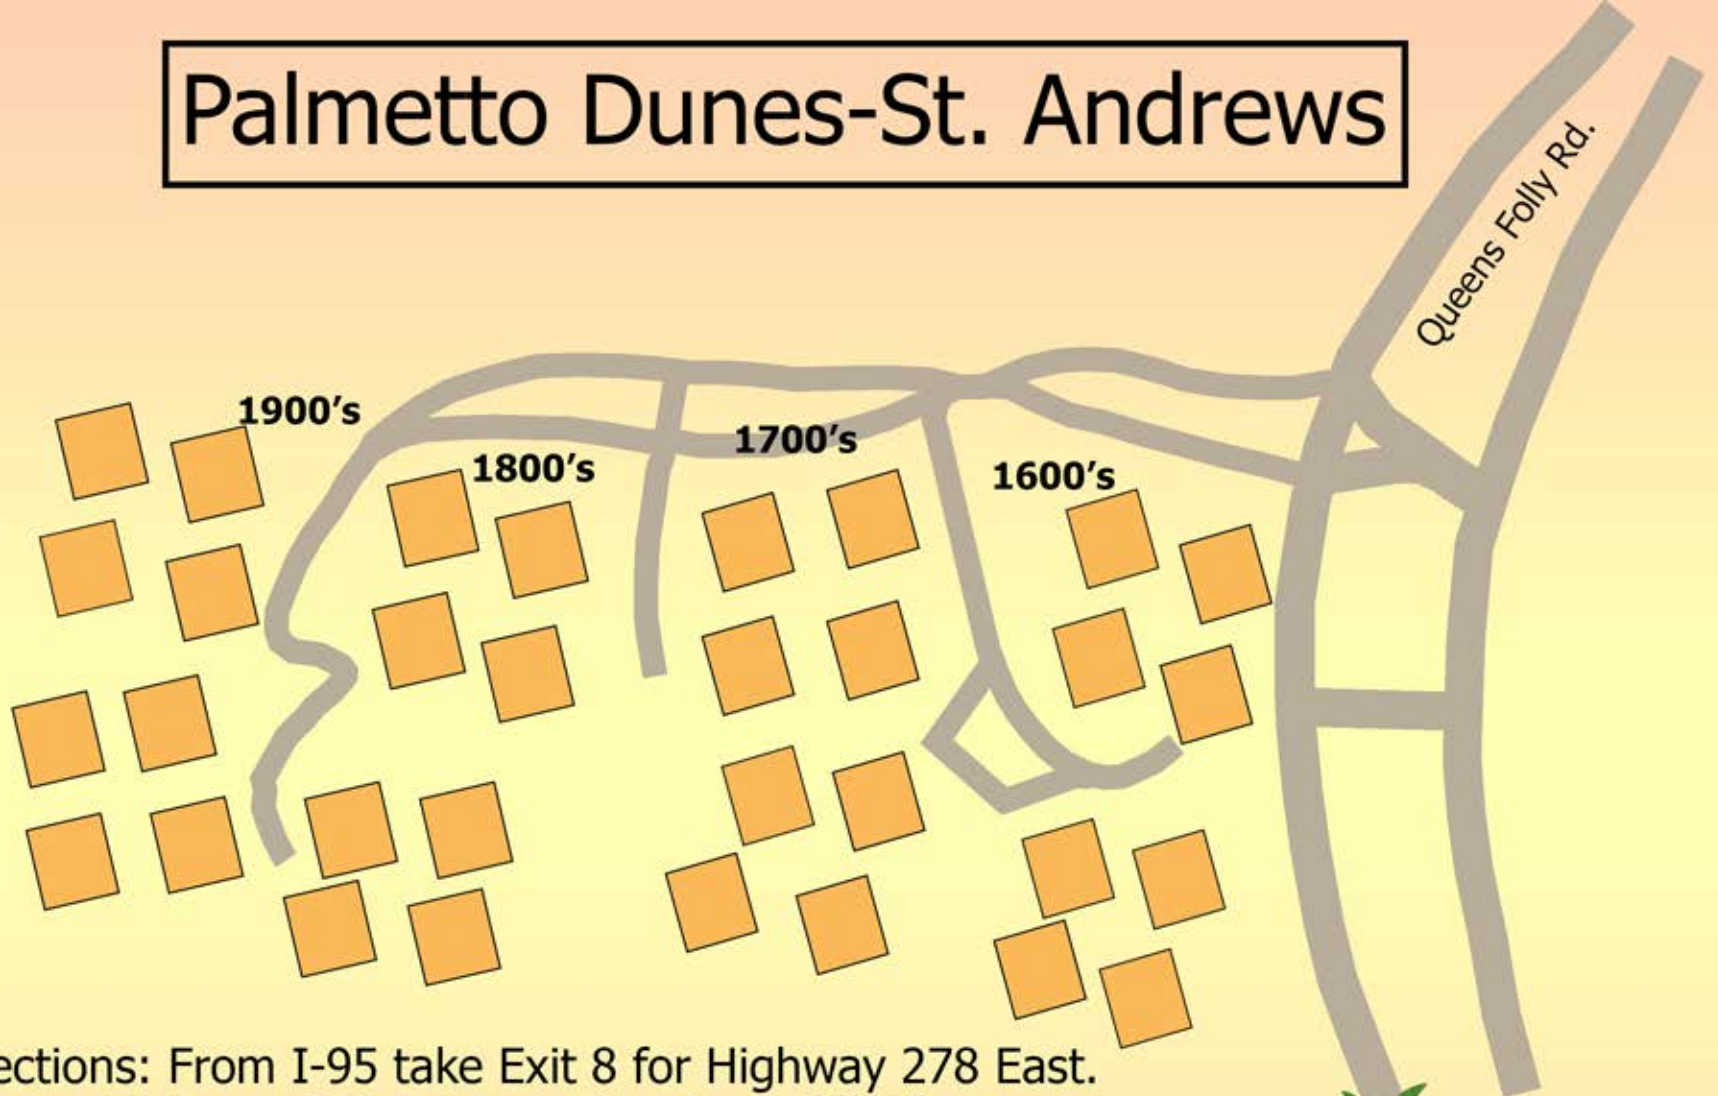 Palmetto Dunes-St. Andrews
Queens Folly Rd.
1900's
1800's
1700's
1600's
ections: From I-95 take Exit 8 for Highway 278 East.